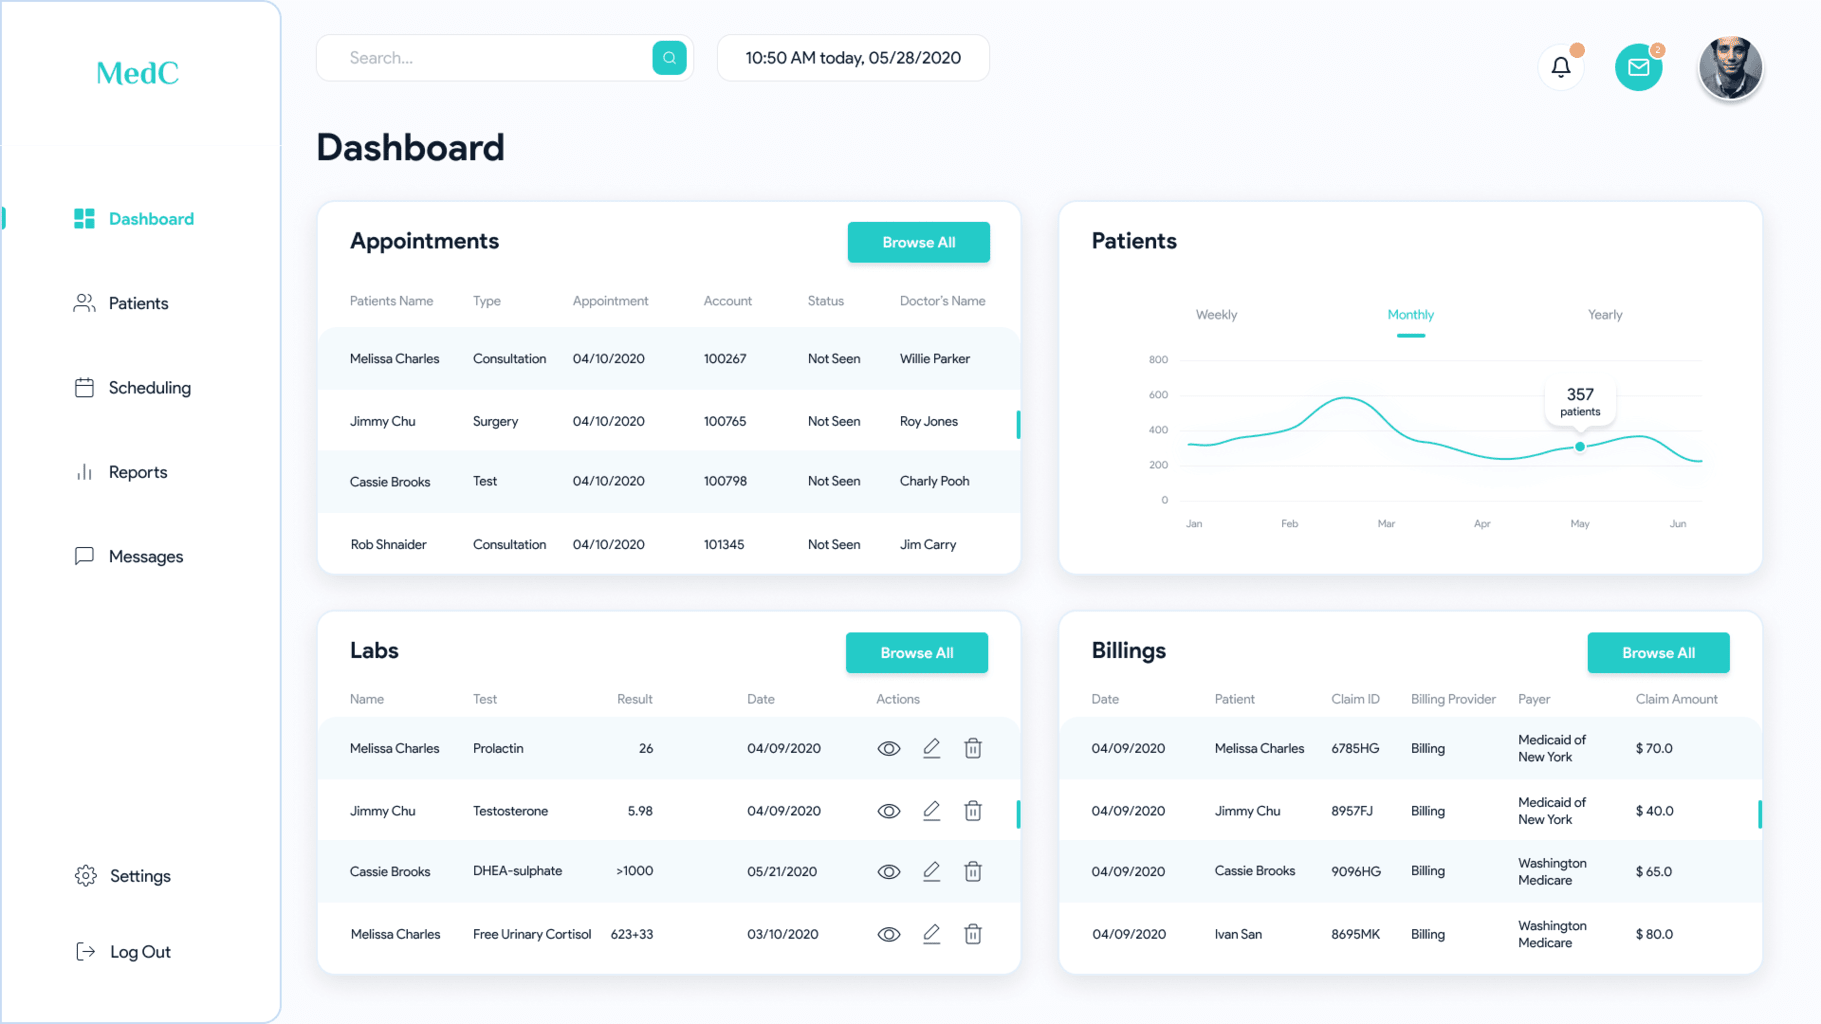 MedC
Search...
10:50 AM today, 05/28/2020
2
Dashboard
Dashboard
Patients
Scheduling
Reports
Messages
Settings
Log Out
Appointments
Browse All
Patients Name Type Appointment Account Status Doctor's Name
Melissa Charles Consultation 04/10/2020 100267 Not Seen Willie Parker
Jimmy Chu Surgery 04/10/2020 100765 Not Seen Roy Jones
Cassie Brooks Test 04/10/2020 100798 Not Seen Charly Pooh
Rob Shnaider Consultation 04/10/2020 101345 Not Seen Jim Carry
Patients
Weekly Monthly Yearly
800
600
400
200
0
357
patients
Jan Feb Mar Apr May Jun
Labs
Browse All
Name Test Result Date Actions
Melissa Charles Prolactin 26 04/09/2020
Jimmy Chu Testosterone 5.98 04/09/2020
Cassie Brooks DHEA-sulphate >1000 05/21/2020
Melissa Charles Free Urinary Cortisol 623+33 03/10/2020
Billings
Browse All
Date Patient Claim ID Billing Provider Payer Claim Amount
04/09/2020 Melissa Charles 6785HG Billing Medicaid of
New York $ 70.0
04/09/2020 Jimmy Chu 8957FJ Billing Medicaid of
New York $ 40.0
04/09/2020 Cassie Brooks 9096HG Billing Washington
Medicare $ 65.0
04/09/2020 Ivan San 8695MK Billing Washington
Medicare $ 80.0